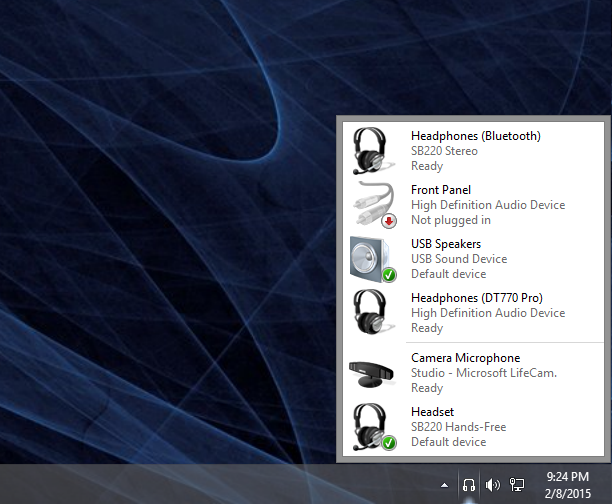 Headphones (Bluetooth)
SB220 Stereo
Ready
Front Panel
High Definition Audio Device
Not plugged in
USB Speakers
USB Sound Device
Default device
Headphones (DT770 Pro)
High Definition Audio Device
Ready
Camera Microphone
Studio - Microsoft LifeCam.
Ready
Headset
SB220 Hands-Free
Default device
9:24 PM
2/8/2015